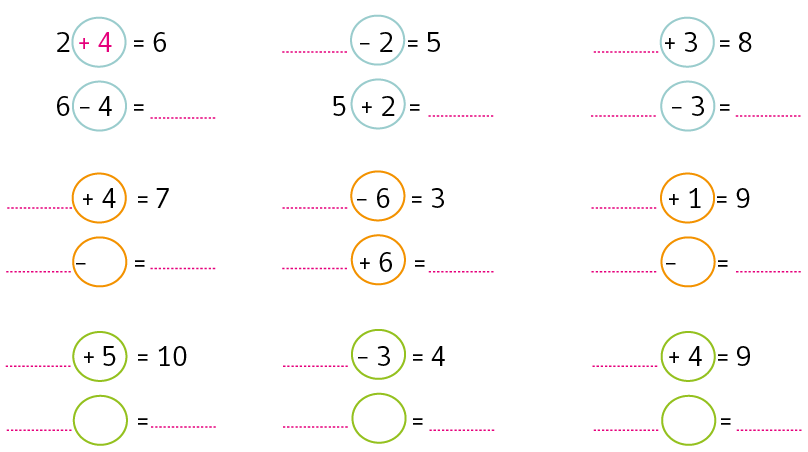 2 + 4 = 6
– 2 = 5
+ 3 = 8
6 – 4 =
5 + 2 =
– 3 =
+ 4 = 7
– 6 = 3
+ 1 = 9
– =
+ 6 =
– =
+ 5 = 10
– 3 = 4
+ 4 = 9
=
=
=